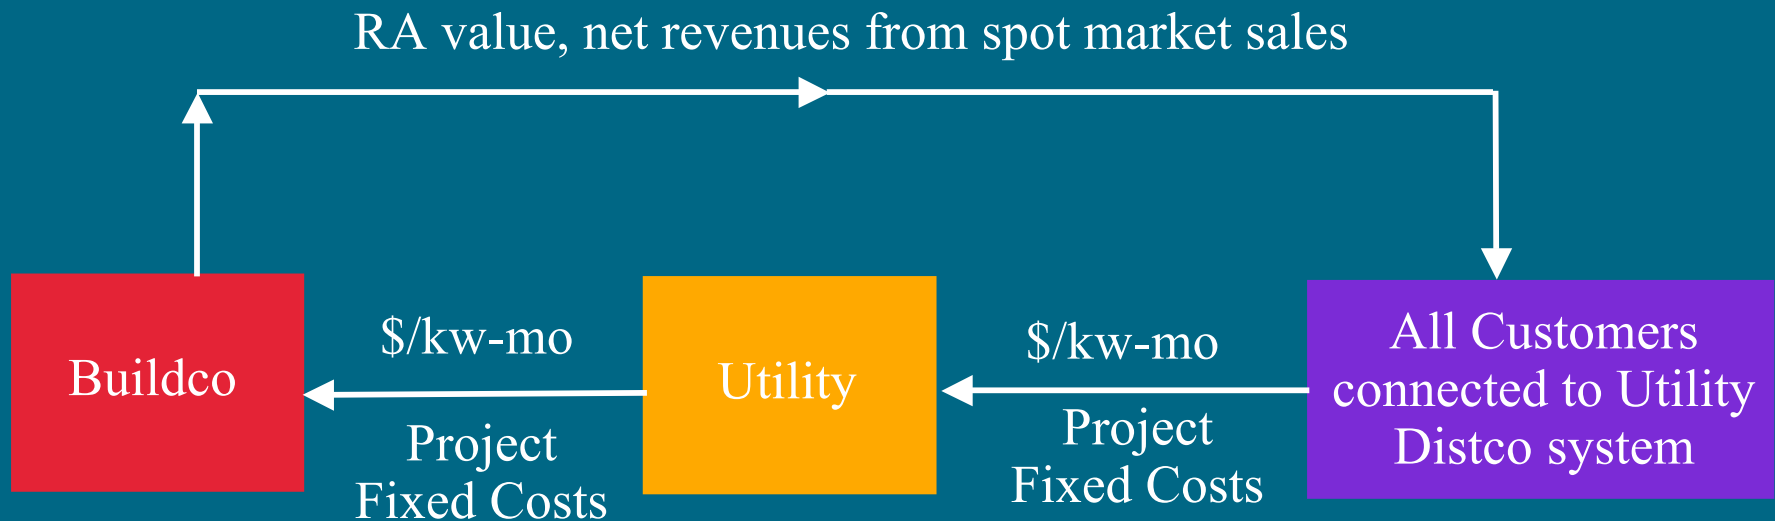 RA value, net revenues from spot market sales
Buildco
$/kw-mo
Project
Fixed Costs
Utility
$/kw-mo
Project
Fixed Costs
All Customers
connected to Utility
Distco system